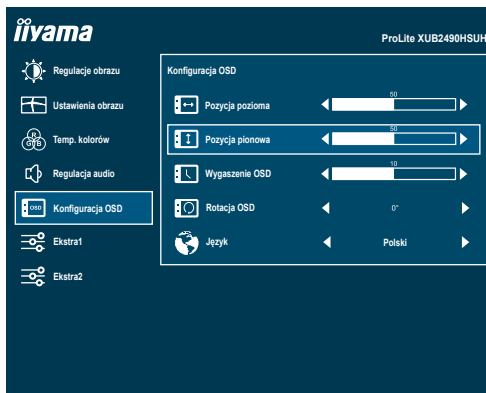 iiyama
ProLite XUB2490HSUH
Regulacje obrazu
Ustawienia obrazu
Temp. kolorów
Regulacja audio
Konfiguracja OSD
Ekstra1
Ekstra2
Konfiguracja OSD
Pozycja pozioma
50
Pozycja pionowa
50
Wygaszenie OSD
10
Rotacja OSD
0°
Język
Polski
R
G B
OSD